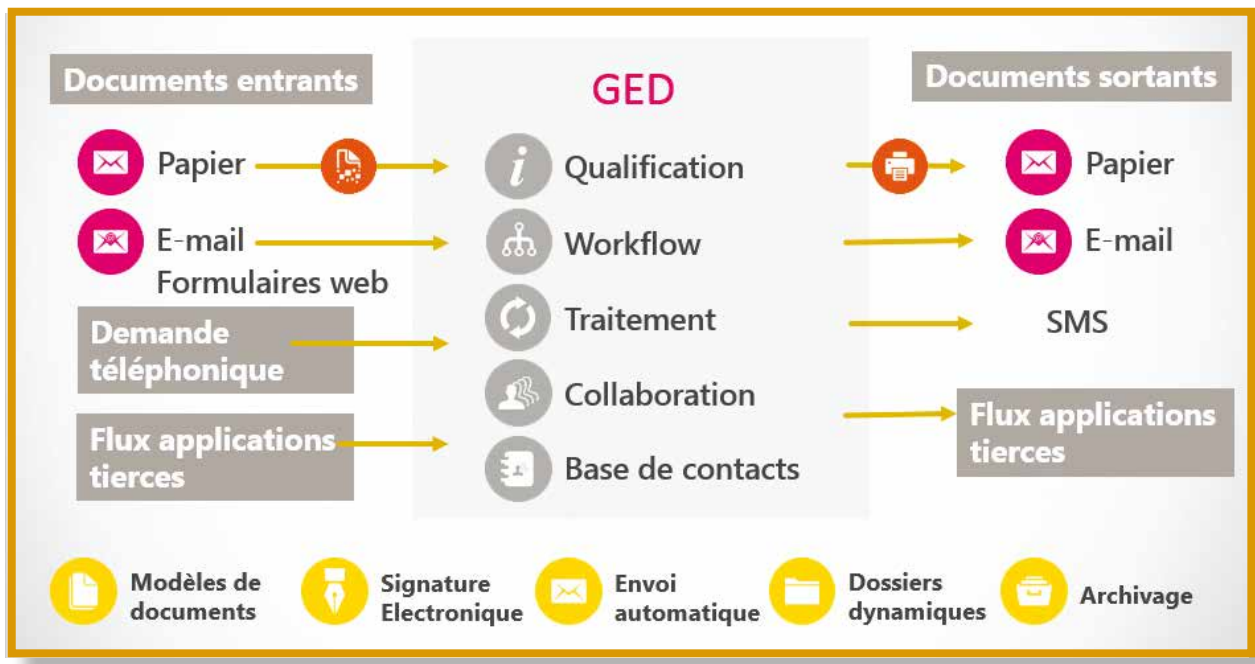 Documents entrants
Papier
E-mail
Formulaires web
Demande
téléphonique
Flux applications
tierces
GED
Qualification
Workflow
Traitement
Collaboration
Base de contacts
Documents sortants
Papier
E-mail
SMS
Flux applications
tierces
Modèles de
documents
Signature
Electronique
Envoi
automatique
Dossiers
dynamiques
Archivage